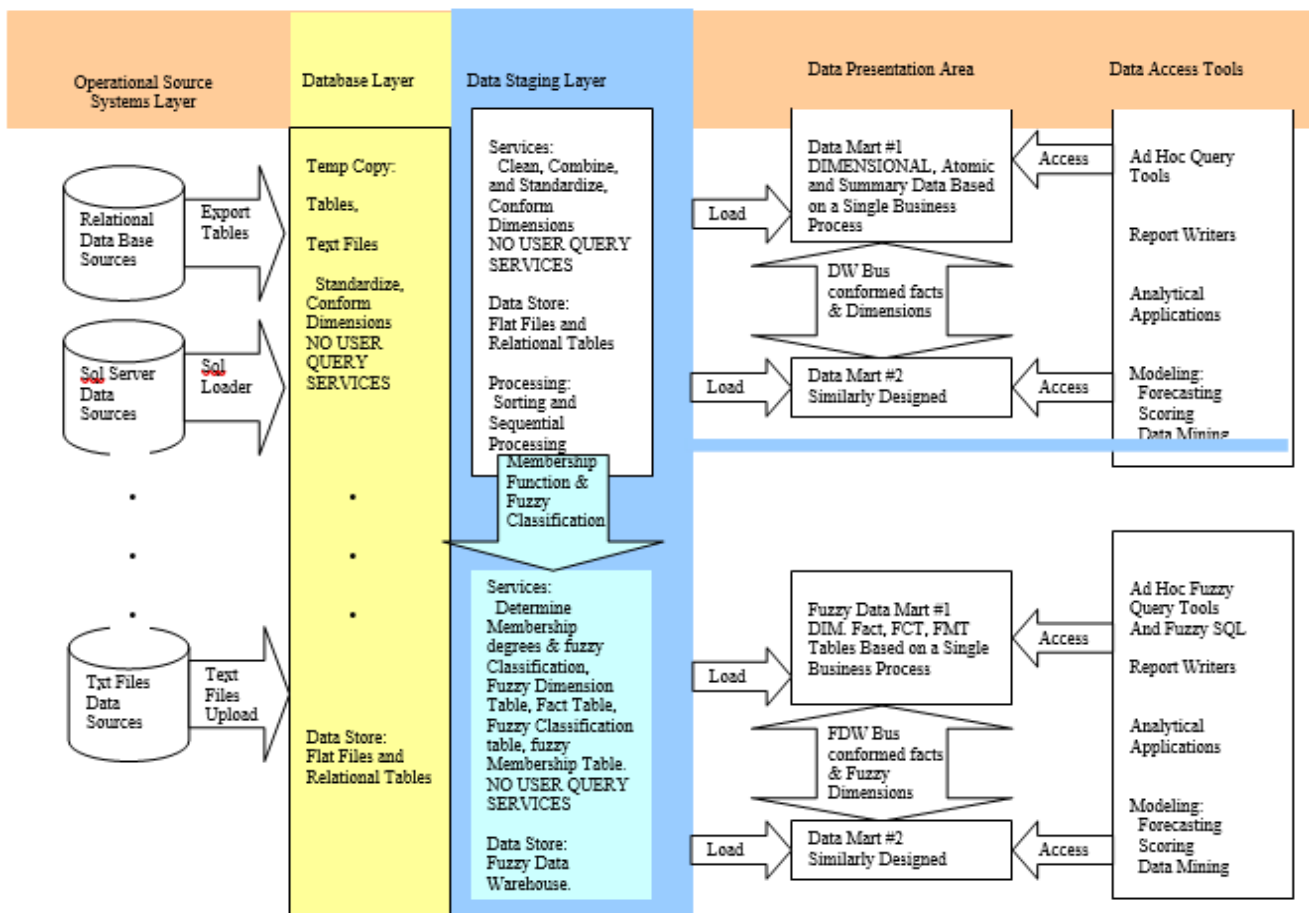 Operational Source
Systems Layer
Database Layer
Data Staging Layer
Data Presentation Area
Data Access Tools
Relational
Data Base
Sources
Export
Tables
Sql Server
Data
Sources
Sql
Loader
Txt Files
Data
Sources
Text
Files
Upload
Temp Copy:
Tables,
Text Files
Standardize,
Conform
Dimensions
NO USER
QUERY
SERVICES
Data Store:
Flat Files and
Relational Tables
Services:
Clean, Combine,
and Standardize,
Conform
Dimensions
NO USER QUERY
SERVICES
Data Store:
Flat Files and
Relational Tables
Processing:
Sorting and
Sequential
Processing
Membership
Function &
Fuzzy
Classification
Services:
Determine
Membership
degrees & fuzzy
Classification,
Fuzzy Dimension
Table, Fact Table,
Fuzzy Classification
table, fuzzy
Membership Table.
NO USER QUERY
SERVICES
Data Store:
Fuzzy Data
Warehouse.
Load
Data Mart #1
DIMENSIONAL, Atomic
and Summary Data Based
on a Single Business
Process
Access
DW Bus
conformed facts
& Dimensions
Load
Data Mart #2
Similarly Designed
Access
Ad Hoc Query
Tools
Report Writers
Analytical
Applications
Modeling:
Forecasting
Scoring
Data Mining
Load
Fuzzy Data Mart #1
DIM. Fact, FCT, FMT
Tables Based on a Single
Business Process
Access
FDW Bus
conformed facts
& Fuzzy
Dimensions
Load
Data Mart #2
Similarly Designed
Access
Ad Hoc Fuzzy
Query Tools
And Fuzzy SQL
Report Writers
Analytical
Applications
Modeling:
Forecasting
Scoring
Data Mining